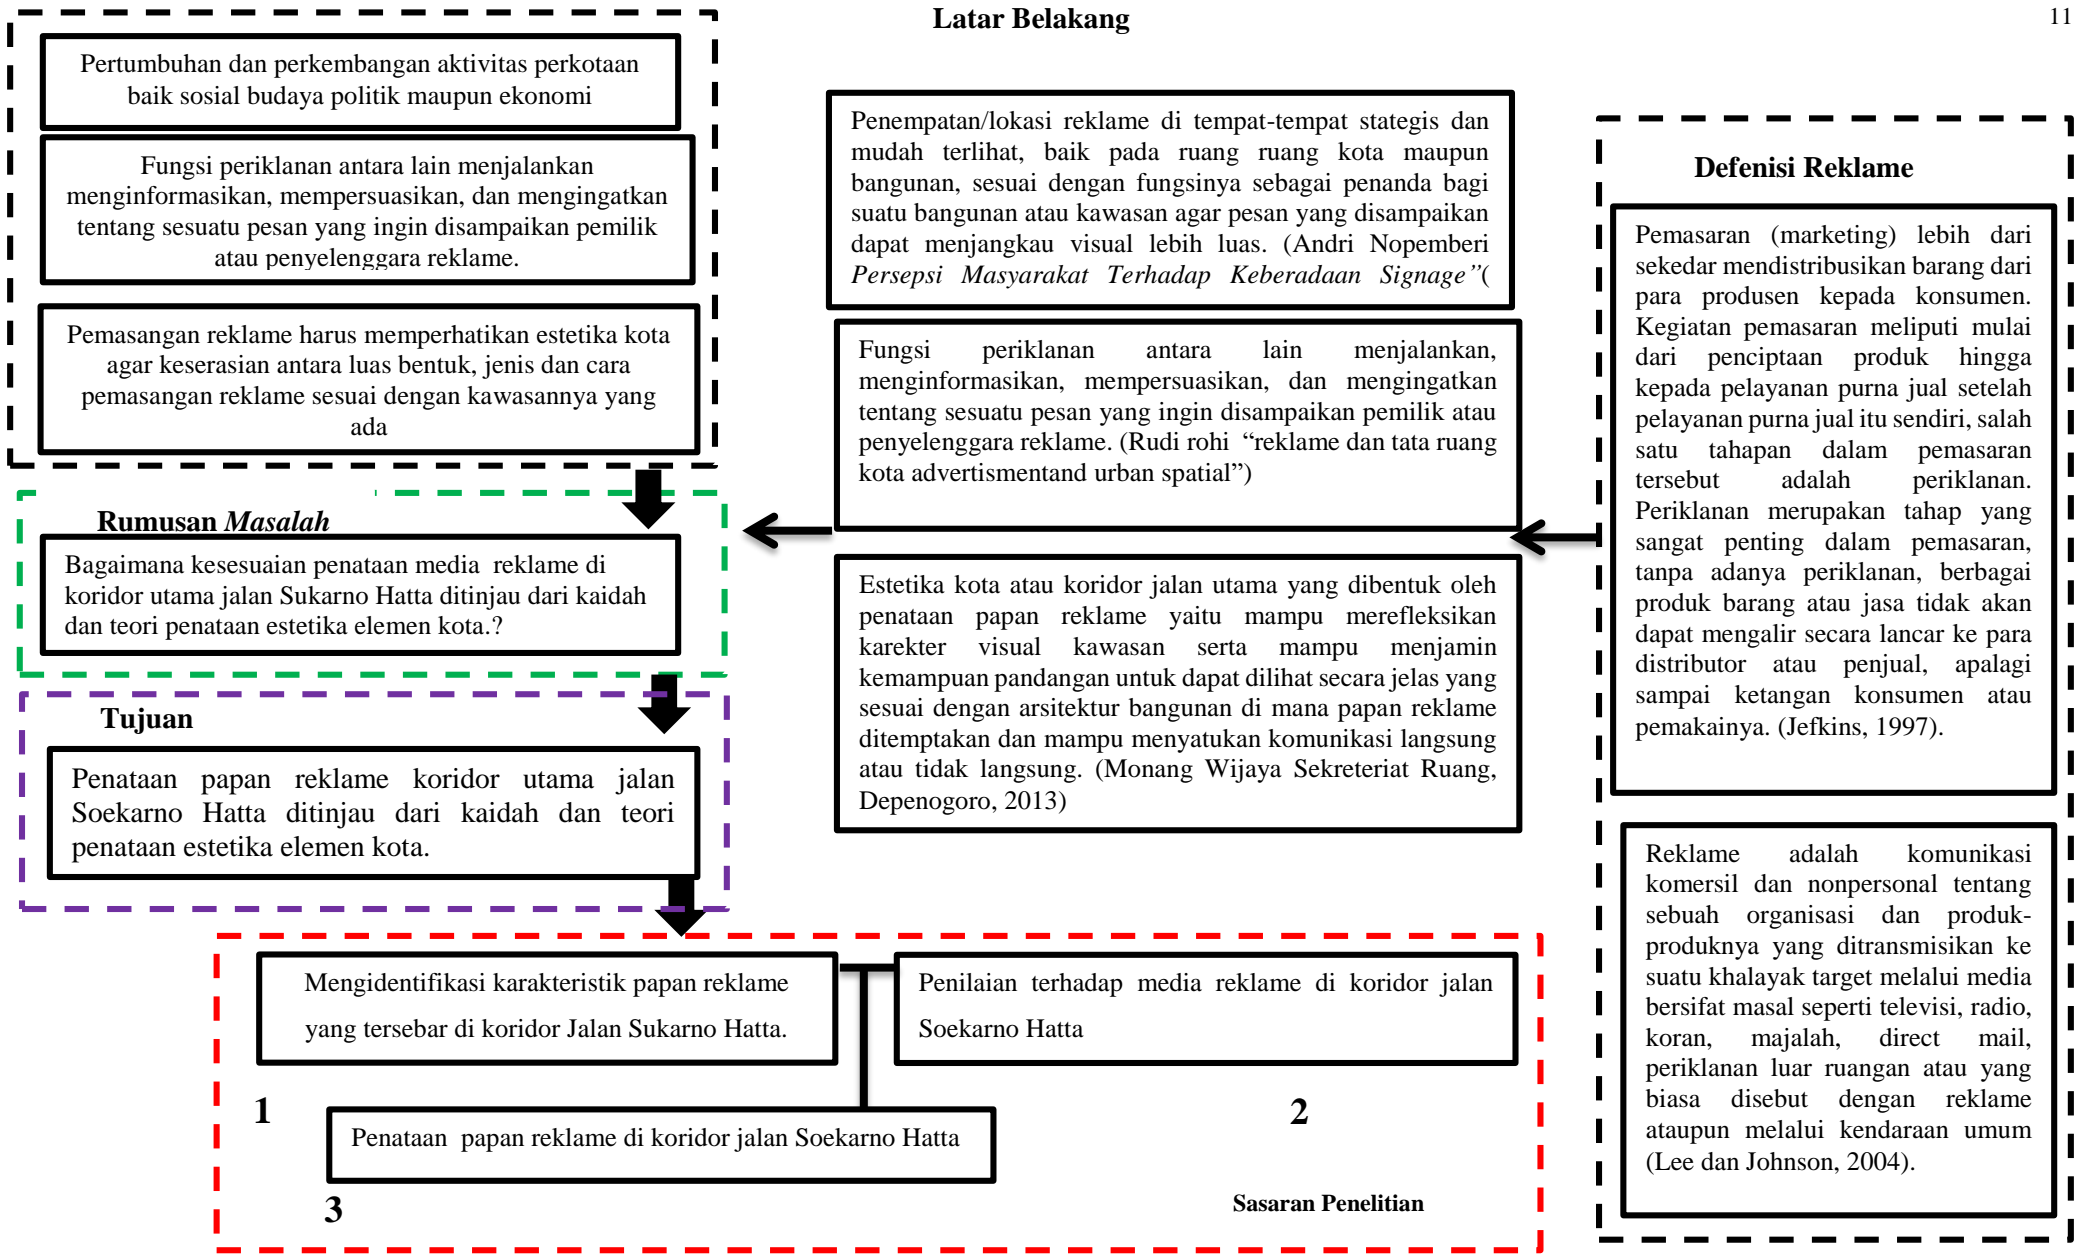 Latar Belakang
11
Pertumbuhan dan perkembangan aktivitas perkotaan
baik sosial budaya politik maupun ekonomi
Fungsi periklanan antara lain menjalankan
menginformasikan, mempersuasikan, dan mengingatkan
tentang sesuatu pesan yang ingin disampaikan pemilik
atau penyelenggara reklame.
Pemasangan reklame harus memperhatikan estetika kota
agar keserasian antara luas bentuk, jenis dan cara
pemasangan reklame sesuai dengan kawasannya yang
ada
Rumusan Masalah
Bagaimana kesesuaian penataan media reklame di
koridor utama jalan Sukarno Hatta ditinjau dari kaidah
dan teori penataan estetika elemen kota.?
Tujuan
Penataan papan reklame koridor utama jalan
Soekarno Hatta ditinjau dari kaidah dan teori
penataan estetika elemen kota.
Penempatan/lokasi reklame di tempat-tempat stategis dan
mudah terlihat, baik pada ruang ruang kota maupun
bangunan, sesuai dengan fungsinya sebagai penanda bagi
suatu bangunan atau kawasan agar pesan yang disampaikan
dapat menjangkau visual lebih luas. (Andri Nopemberi
Persepsi Masyarakat Terhadap Keberadaan Signage”(
Fungsi periklanan antara lain menjalankan,
menginformasikan, mempersuasikan, dan mengingatkan
tentang sesuatu pesan yang ingin disampaikan pemilik atau
penyelenggara reklame. (Rudi rohi “reklame dan tata ruang
kota advertismentand urban spatial”)
Estetika kota atau koridor jalan utama yang dibentuk oleh
penataan papan reklame yaitu mampu merefleksikan
karekter visual kawasan serta mampu menjamin
kemampuan pandangan untuk dapat dilihat secara jelas yang
sesuai dengan arsitektur bangunan di mana papan reklame
ditemptakan dan mampu menyatukan komunikasi langsung
atau tidak langsung. (Monang Wijaya Sekreteriat Ruang,
Depenogoro, 2013)
Defenisi Reklame
Pemasaran (marketing) lebih dari
sekedar mendistribusikan barang dari
para produsen kepada konsumen.
Kegiatan pemasaran meliputi mulai
dari penciptaan produk hingga
kepada pelayanan purna jual setelah
pelayanan purna jual itu sendiri, salah
satu tahapan dalam pemasaran
tersebut adalah periklanan.
Periklanan merupakan tahap yang
sangat penting dalam pemasaran,
tanpa adanya periklanan, berbagai
produk barang atau jasa tidak akan
dapat mengalir secara lancar ke para
distributor atau penjual, apalagi
sampai ketangan konsumen atau
pemakainya. (Jefkins, 1997).
Reklame adalah komunikasi
komersil dan nonpersonal tentang
sebuah organisasi dan produk-
produknya yang ditransmisikan ke
suatu khalayak target melalui media
bersifat masal seperti televisi, radio,
koran, majalah, direct mail,
periklanan luar ruangan atau yang
biasa disebut dengan reklame
ataupun melalui kendaraan umum
(Lee dan Johnson, 2004).
Mengidentifikasi karakteristik papan reklame
yang tersebar di koridor Jalan Sukarno Hatta.
1
Penilaian terhadap media reklame di koridor jalan
Soekarno Hatta
2
Penataan papan reklame di koridor jalan Soekarno Hatta
3
Sasaran Penelitian